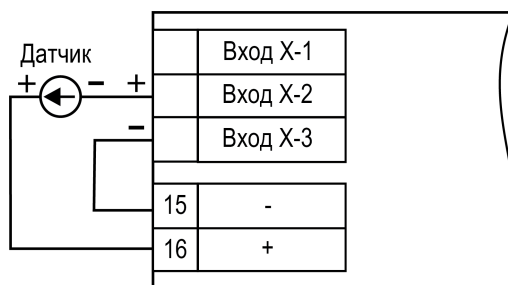 Датчик
+ - +
-
Вход X-1
Вход X-2
Вход X-3
15 -
16 +